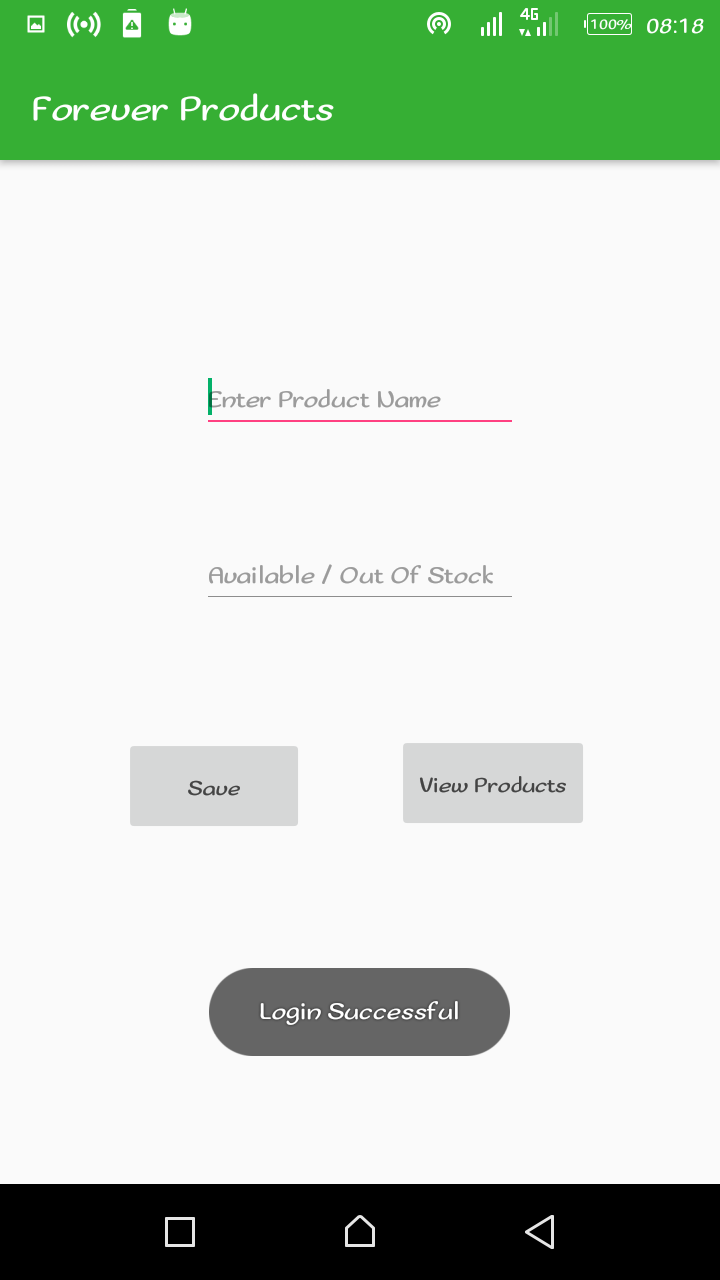 4G 100% 08:18
Forever Products
Enter Product Name
Available / Out Of Stock
Save View Products
Login Successful